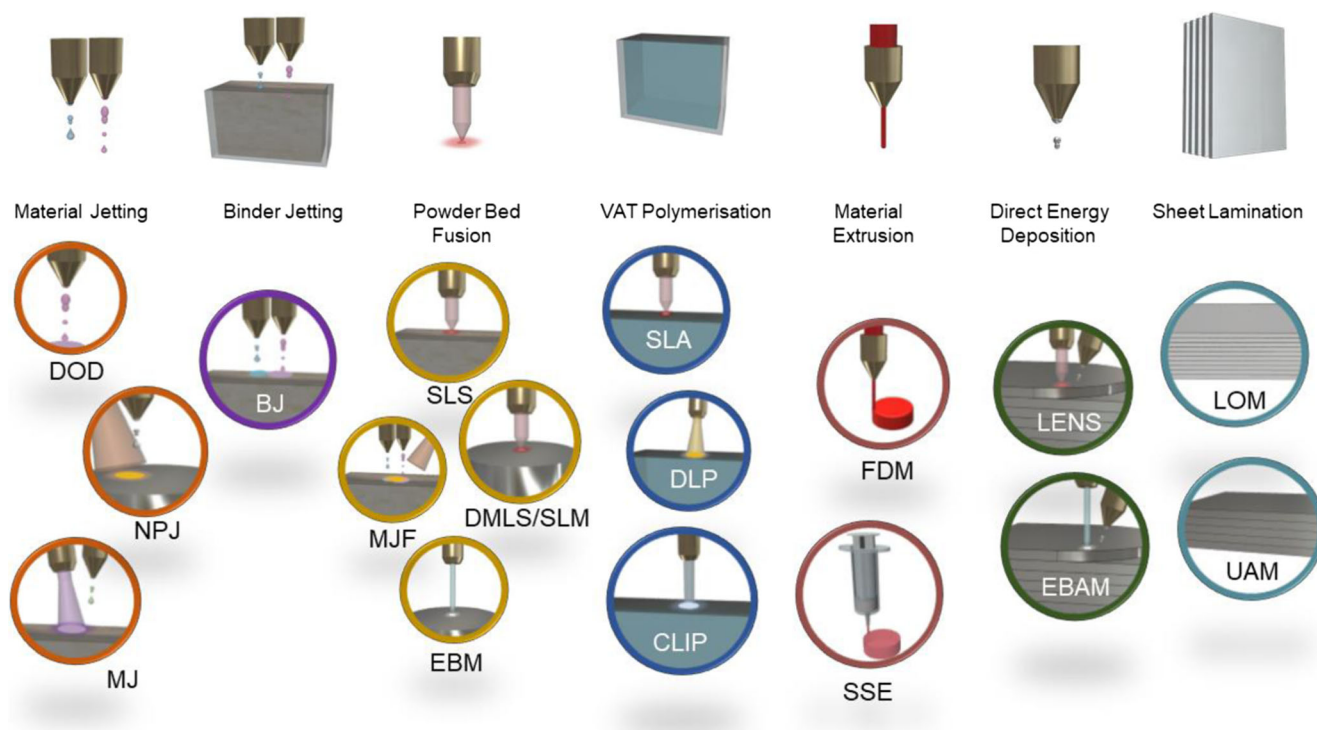 Material Jetting
Binder Jetting
Powder Bed
Fusion
VAT Polymerisation
Material
Extrusion
Direct Energy
Deposition
Sheet Lamination
DOD
NPJ
MJ
BJ
SLS
MJF
DMLS/SLM
EBM
SLA
DLP
CLIP
FDM
SSE
LENS
EBAM
LOM
UAM